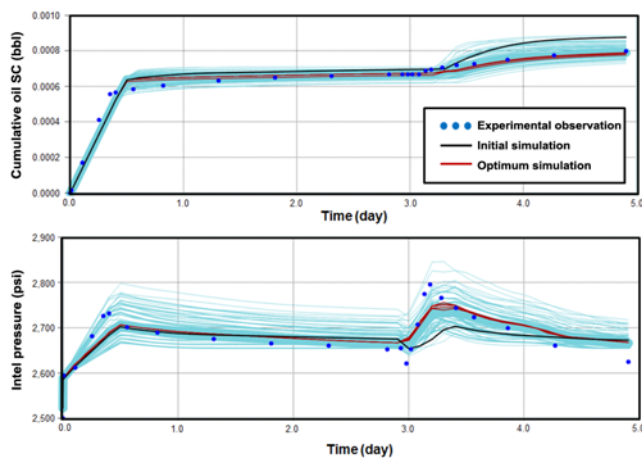 Cumulative oil SC (bbl)
0.0010
0.0008
0.0006
0.0004
0.0002
0.0000
0.0 1.0 2.0 3.0 4.0 5.0
Time (day)
Experimental observation
Initial simulation
Optimum simulation
Intel pressure (psi)
2,900
2,800
2,700
2,600
2,500
0.0 1.0 2.0 3.0 4.0 5.0
Time (day)